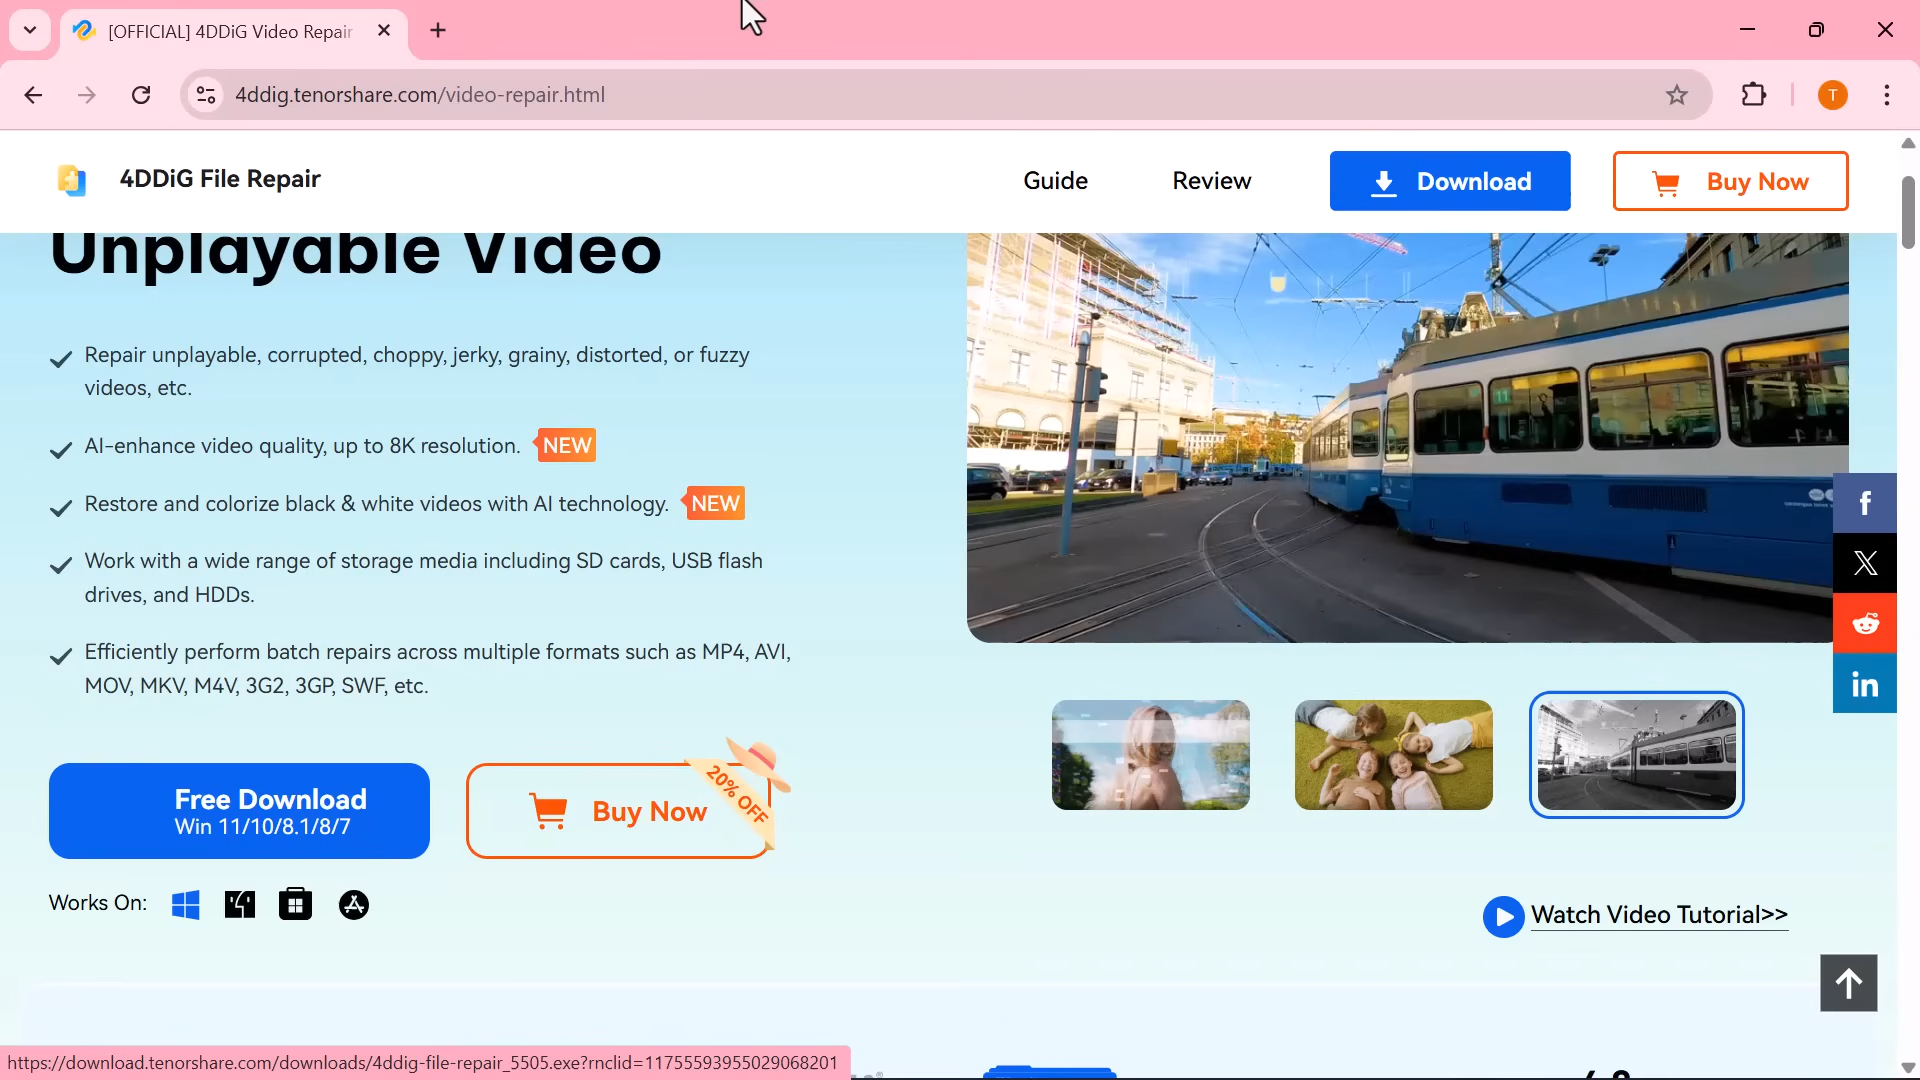 [OFFICIAL] 4DDiG Video Repair
4ddig.tenorshare.com/video-repair.html
T
4DDiG File Repair
Guide
Review
Download
Buy Now
Unplayable Video
Repair unplayable, corrupted, choppy, jerky, grainy, distorted, or fuzzy
videos, etc.
AI-enhance video quality, up to 8K resolution. NEW
Restore and colorize black & white videos with AI technology. NEW
Work with a wide range of storage media including SD cards, USB flash
drives, and HDDs.
Efficiently perform batch repairs across multiple formats such as MP4, AVI,
MOV, MKV, M4V, 3G2, 3GP, SWF, etc.
Free Download
Win 11/10/8.1/8/7
Buy Now
20% OFF
Works On:
Watch Video Tutorial>>
https://download.tenorshare.com/downloads/4ddig-file-repair_5505.exe?rnclid=11755593955029068201